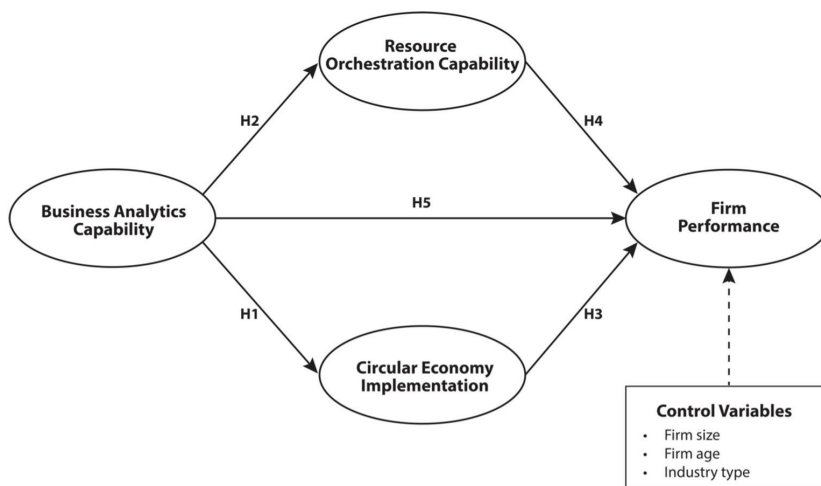 Resource
Orchestration Capability
H2
H4
Business Analytics
Capability
H5
Firm
Performance
H1
H3
Circular Economy
Implementation
Control Variables
• Firm size
• Firm age
• Industry type